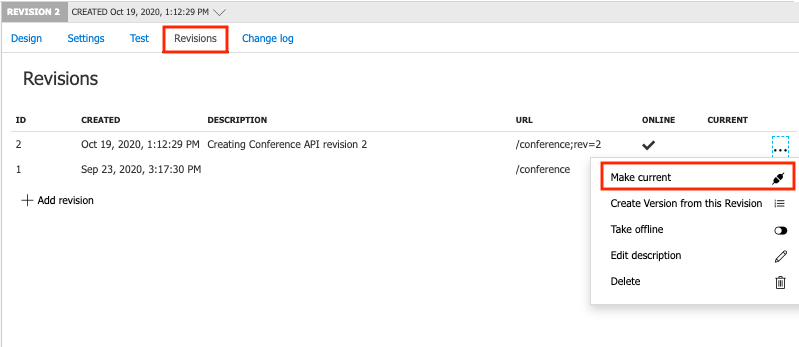 REVISION 2 CREATED Oct 19, 2020, 1:12:29 PM
Design Settings Test Revisions Change log
Revisions
ID CREATED DESCRIPTION URL ONLINE CURRENT
2 Oct 19, 2020, 1:12:29 PM Creating Conference API revision 2 /conference;rev=2 ...
1 Sep 23, 2020, 3:17:30 PM /conference
Make current
Add revision
Create Version from this Revision
Take offline
Edit description
Delete